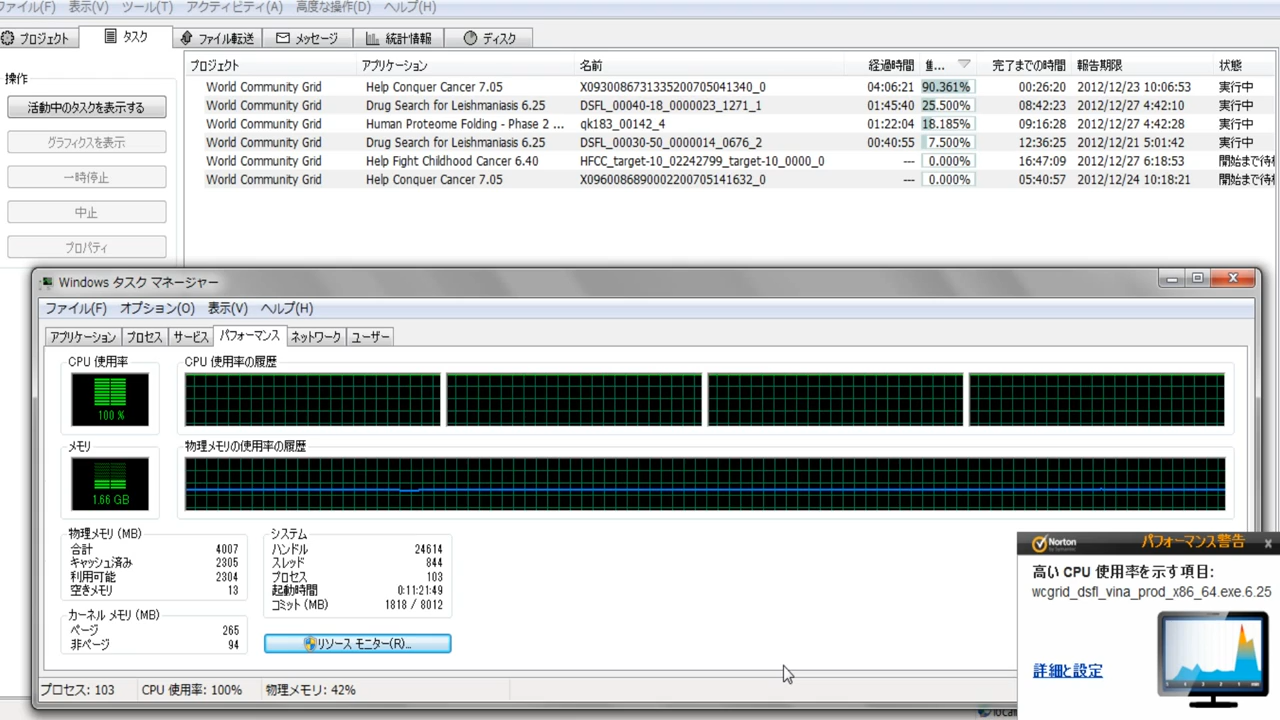 ファイル(F) 表示(V) ツール(T) アクティビティ(A) 高度な操作(D) ヘルプ(H)
プロジェクト タスク ファイル転送 メッセージ 統計情報 ディスク
操作
活動中のタスクを表示する
グラフィクスを表示
一時停止
中止
プロパティ
プロジェクト アプリケーション 名前 経過時間 進... 完了までの時間 報告期限 状態
World Community Grid Help Conquer Cancer 7.05 X0930086731335200705041340_0 04:06:21 90.361% 00:26:20 2012/12/23 10:06:53 実行中
World Community Grid Drug Search for Leishmaniasis 6.25 DSFL_00040-18_0000023_1271_1 01:45:40 25.500% 08:42:23 2012/12/27 4:42:10 実行中
World Community Grid Human Proteome Folding - Phase 2 ... qk183_00142_4 01:22:04 18.185% 09:16:28 2012/12/27 4:42:28 実行中
World Community Grid Drug Search for Leishmaniasis 6.25 DSFL_00030-50_0000014_0676_2 00:40:55 7.500% 12:36:25 2012/12/21 5:01:42 実行中
World Community Grid Help Fight Childhood Cancer 6.40 HFCC_target-10_02242799_target-10_0000_0 --- 0.000% 16:47:09 2012/12/27 6:18:53 開始まで待機
World Community Grid Help Conquer Cancer 7.05 X0960086890002200705141632_0 --- 0.000% 05:40:57 2012/12/24 10:18:21 開始まで待機
Windows タスク マネージャー
ファイル(F) オプション(O) 表示(V) ヘルプ(H)
アプリケーション プロセス サービス パフォーマンス ネットワーク ユーザー
CPU 使用率 CPU 使用率の履歴
100 %
メモリ 物理メモリの使用率の履歴
1.66 GB
物理メモリ (MB)
合計 4007
キャッシュ済み 2305
利用可能 2304
空きメモリ 13
カーネル メモリ (MB)
ページ 265
非ページ 94
システム
ハンドル 24614
スレッド 844
プロセス 103
起動時間 0:11:21:49
コミット (MB) 1818 / 8012
リソース モニター(R)...
プロセス: 103 CPU 使用率: 100% 物理メモリ: 42%
Norton パフォーマンス警告
by Symantec
高い CPU 使用率を示す項目:
wcgrid_dsfl_vina_prod_x86_64.exe.6.25
詳細と設定